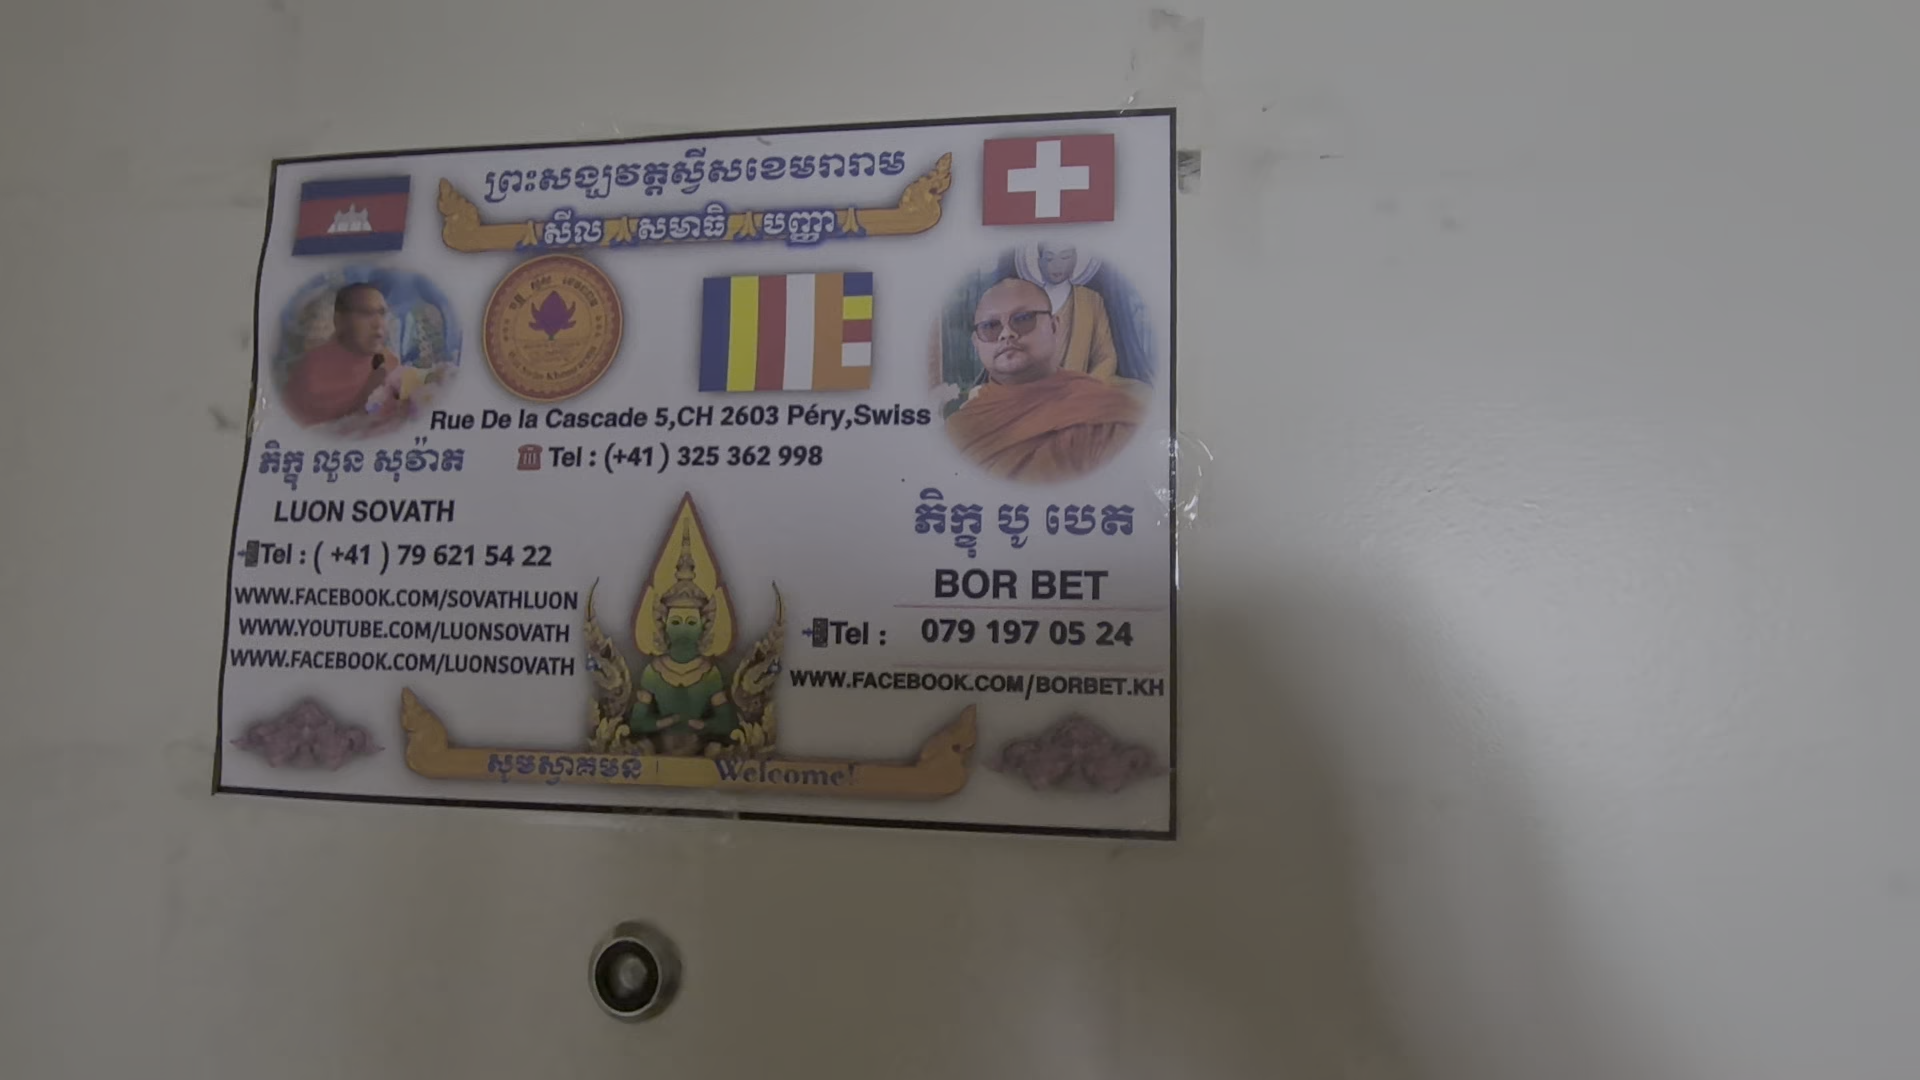 ព្រះសង្ឃវត្តស្វីសខេមរារាម
សីល សមាធិ បញ្ញា
Rue De la Cascade 5,CH 2603 Péry,Swiss
Tel : (+41) 325 362 998
ភិក្ខុ លួន សុវ៉ាត
LUON SOVATH
Tel : ( +41 ) 79 621 54 22
WWW.FACEBOOK.COM/SOVATHLUON
WWW.YOUTUBE.COM/LUONSOVATH
WWW.FACEBOOK.COM/LUONSOVATH
ភិក្ខុ បូ បេត
BOR BET
Tel : 079 197 05 24
WWW.FACEBOOK.COM/BORBET.KH
សូមស្វាគមន៍ Welcome!